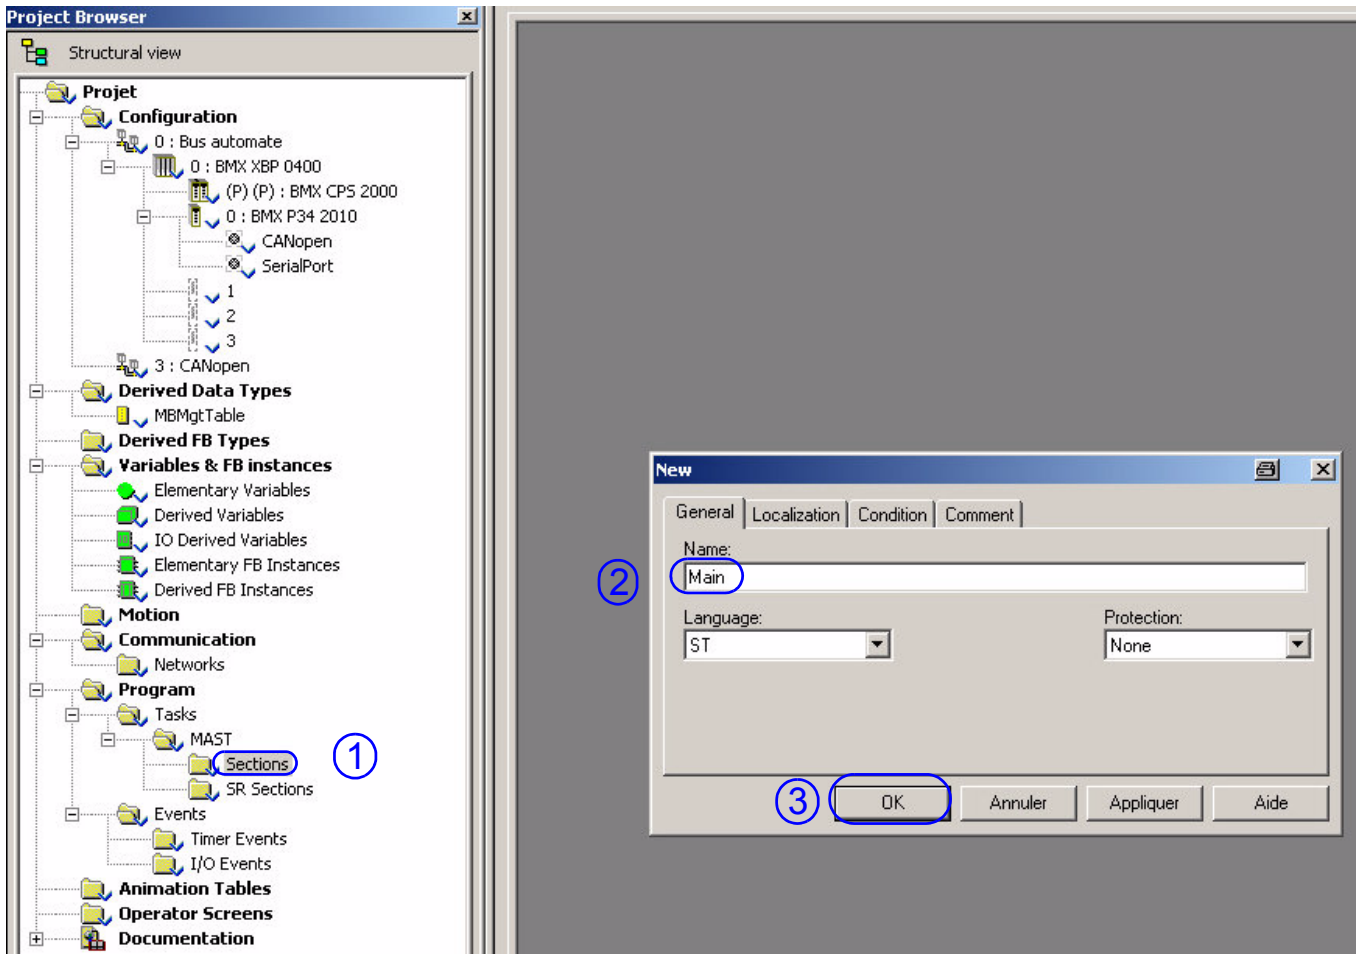 Project Browser
Structural view
Projet
Configuration
0 : Bus automate
0 : BMX XBP 0400
(P) (P) : BMX CPS 2000
0 : BMX P34 2010
CANopen
SerialPort
1
2
3
3 : CANopen
Derived Data Types
MBMgtTable
Derived FB Types
Variables & FB instances
Elementary Variables
Derived Variables
IO Derived Variables
Elementary FB Instances
Derived FB Instances
Motion
Communication
Networks
Program
Tasks
MAST
Sections
1
SR Sections
Events
Timer Events
I/O Events
Animation Tables
Operator Screens
Documentation
New
General Localization Condition Comment
Name:
2 Main
Language: Protection:
ST None
3 OK Annuler Appliquer Aide